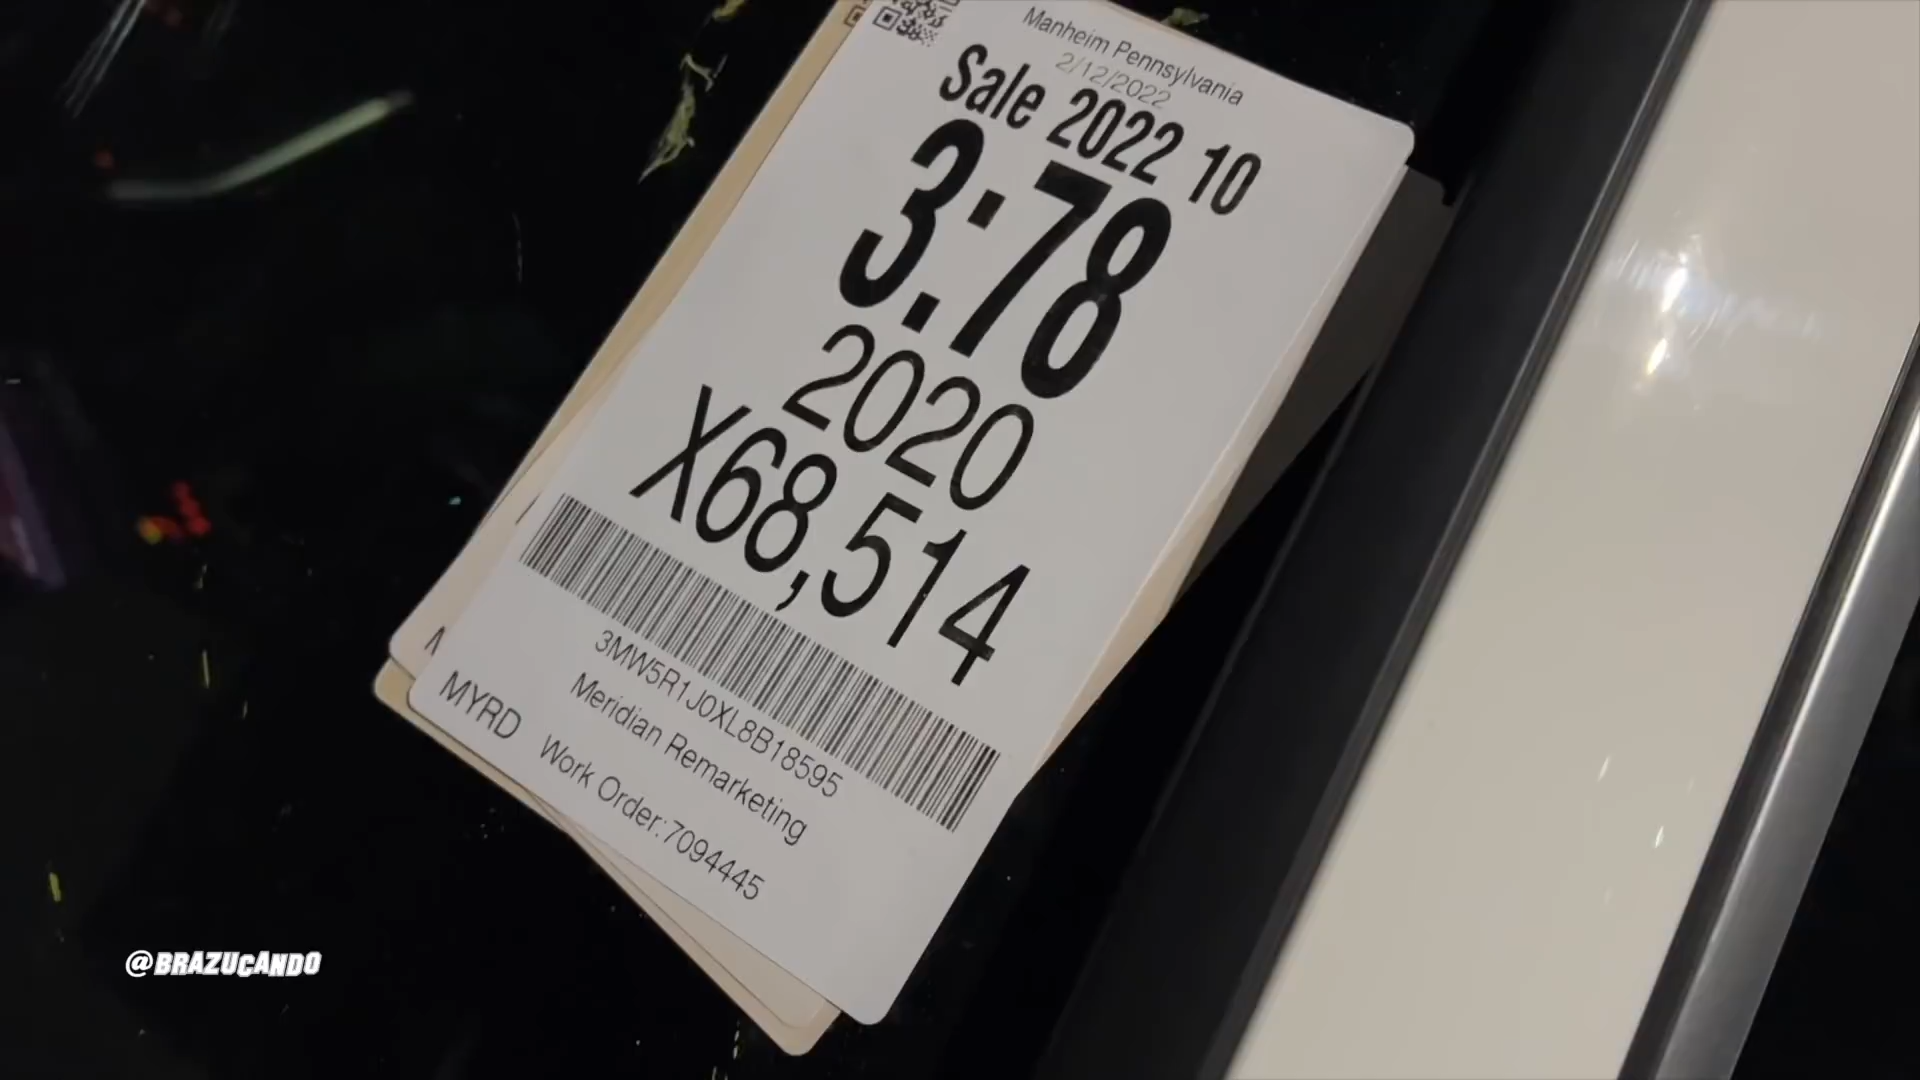 Manheim Pennsylvania
2/12/2022
Sale 2022 10
3:78
2020
X68,514
3MW5R1J0XL8B18595
Meridian Remarketing
MYRD
Work Order:7094445
@BRAZUCANDO